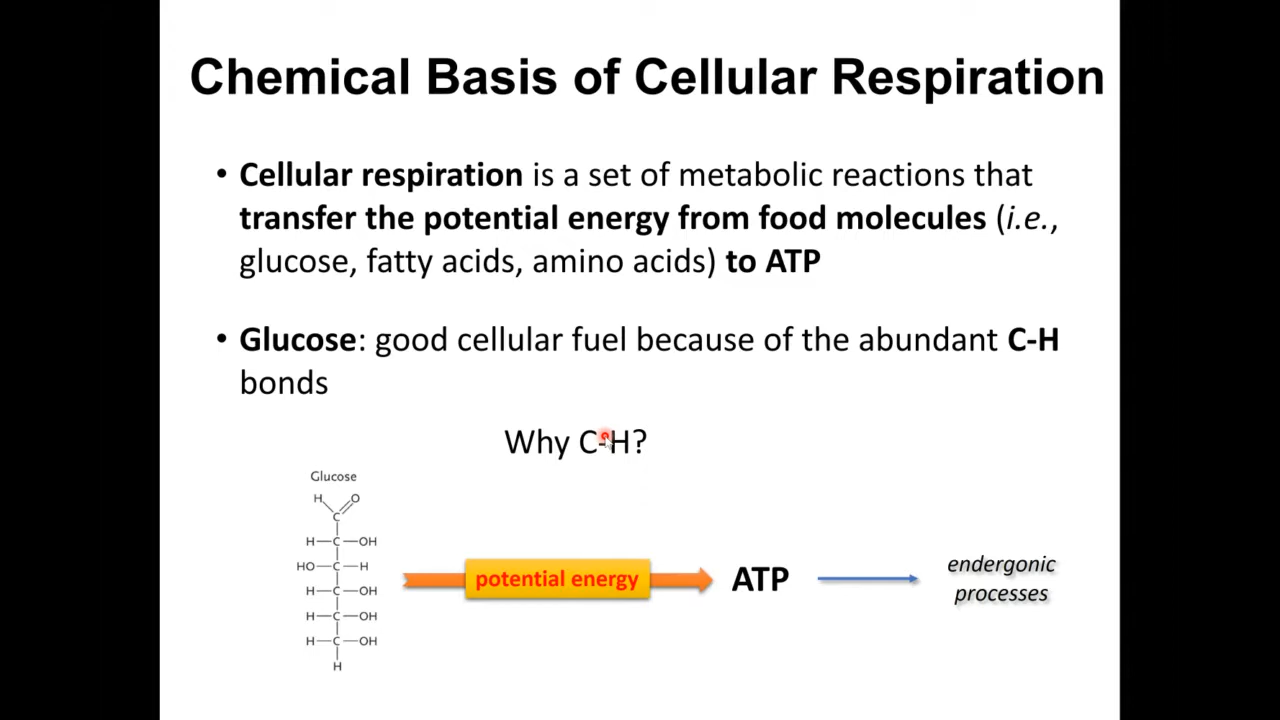 Chemical Basis of Cellular Respiration
• Cellular respiration is a set of metabolic reactions that
transfer the potential energy from food molecules (i.e.,
glucose, fatty acids, amino acids) to ATP
• Glucose: good cellular fuel because of the abundant C-H
bonds
Why C-H?
Glucose
H O
C
H—C—OH
HO—C—H
H—C—OH
H—C—OH
H—C—OH
H
potential energy
ATP
endergonic
processes